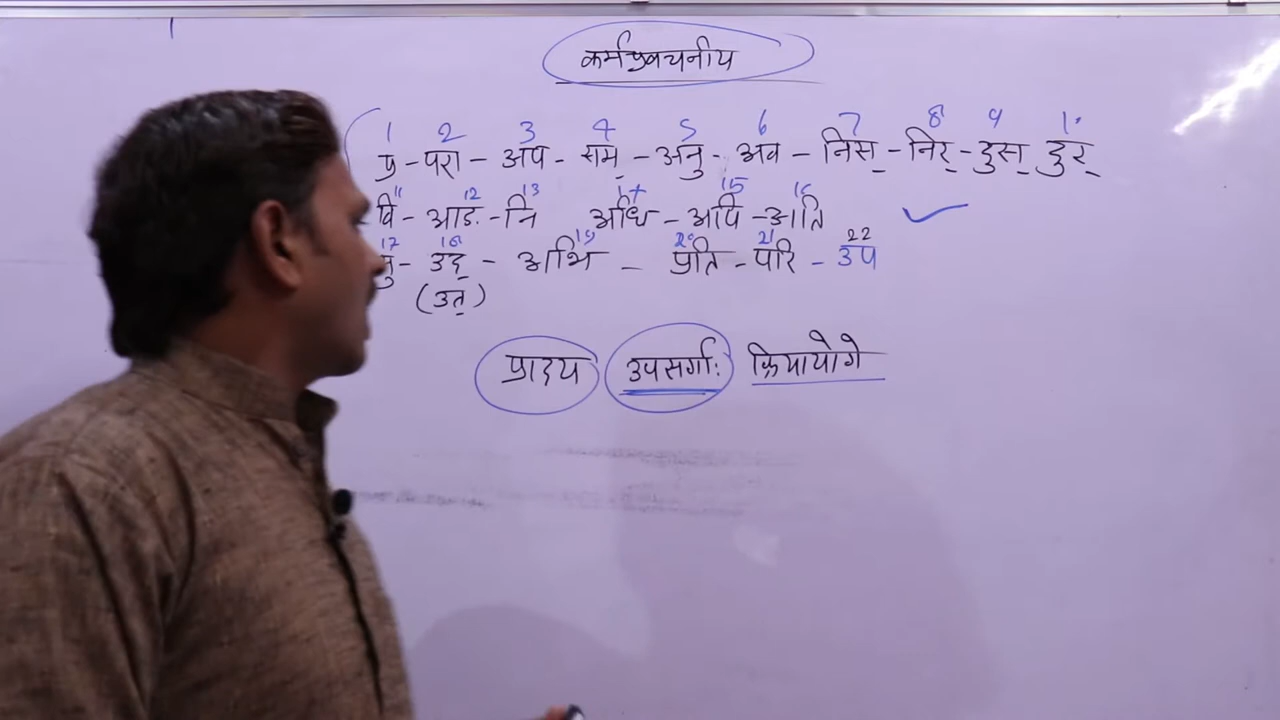 कर्मप्रवचनीय
1 2 3 4 5 6 7 8 9 10
प्र - परा - अप - सम् - अनु - अव - निस् - निर् - दुस् दुर्
11 12 13 14 15 16
वि - आङ् - नि अधि - अपि - अति
17 18 19 20 21 22
सु - उद् - अभि - प्रति - परि - उप
(उत्)
प्रादय उपसर्गाः क्रियायोगे